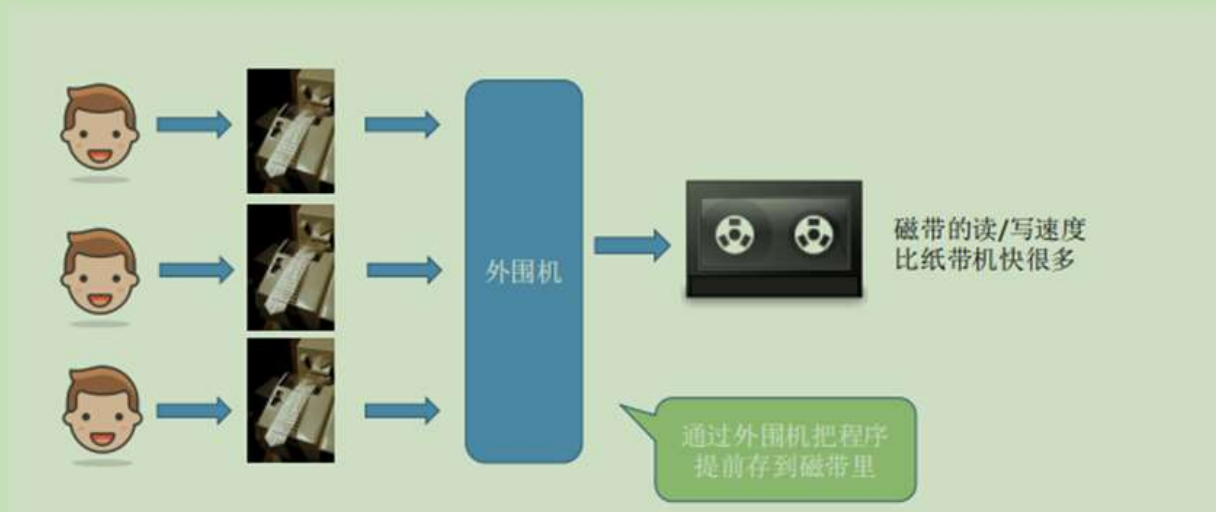 外围机
磁带的读/写速度
比纸带机快很多
通过外围机把程序
提前存到磁带里